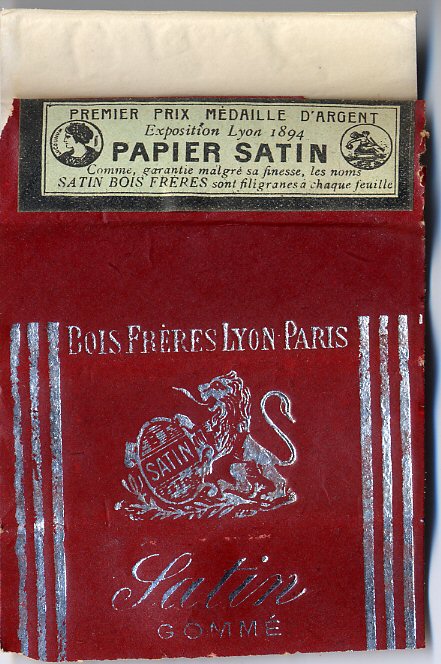 PREMIER PRIX MÉDAILLE D'ARGENT
Exposition Lyon 1894
PAPIER SATIN
Comme, garantie malgré sa finesse, les noms
SATIN BOIS FRÈRES sont filigranes à chaque feuille
BOIS FRÈRES LYON PARIS
SATIN
Satin
GOMMÉ